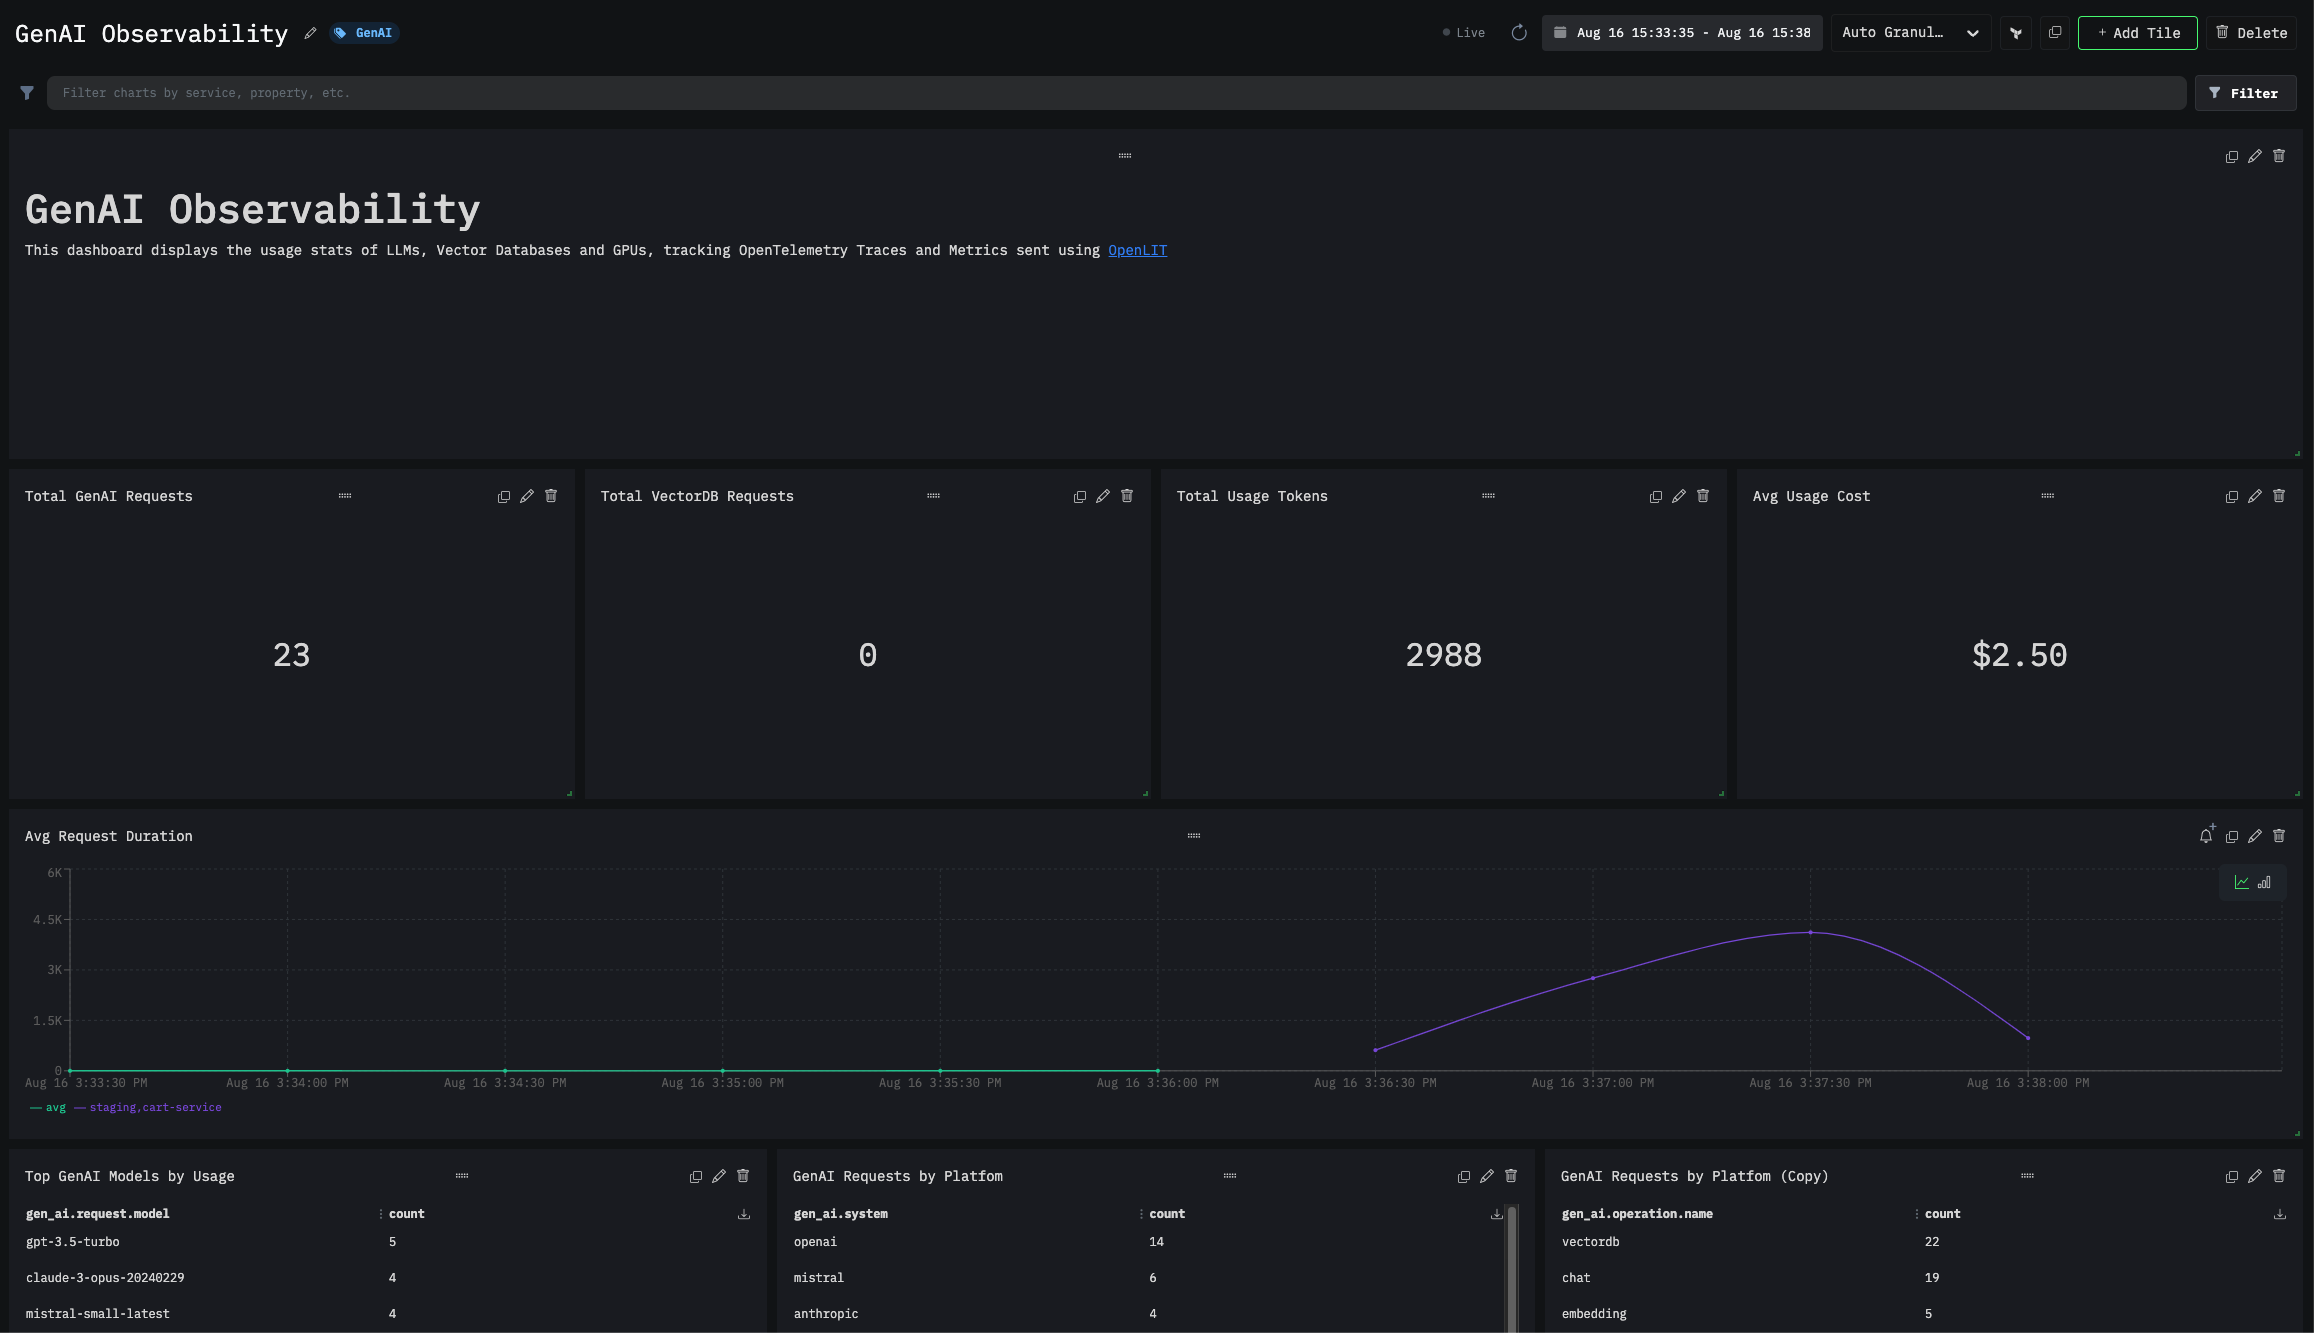 GenAI Observability
GenAI
Live
Aug 16 15:33:35 - Aug 16 15:38
Auto Granul…
+ Add Tile
Delete
Filter charts by service, property, etc.
Filter
GenAI Observability
This dashboard displays the usage stats of LLMs, Vector Databases and GPUs, tracking OpenTelemetry Traces and Metrics sent using OpenLIT
Total GenAI Requests
23
Total VectorDB Requests
0
Total Usage Tokens
2988
Avg Usage Cost
$2.50
Avg Request Duration
6K
4.5K
3K
1.5K
0
Aug 16 3:33:30 PM
Aug 16 3:34:00 PM
Aug 16 3:34:30 PM
Aug 16 3:35:00 PM
Aug 16 3:35:30 PM
Aug 16 3:36:00 PM
Aug 16 3:36:30 PM
Aug 16 3:37:00 PM
Aug 16 3:37:30 PM
Aug 16 3:38:00 PM
avg
staging,cart-service
Top GenAI Models by Usage
gen_ai.request.model count
gpt-3.5-turbo 5
claude-3-opus-20240229 4
mistral-small-latest 4
GenAI Requests by Platfom
gen_ai.system count
openai 14
mistral 6
anthropic 4
GenAI Requests by Platfom (Copy)
gen_ai.operation.name count
vectordb 22
chat 19
embedding 5